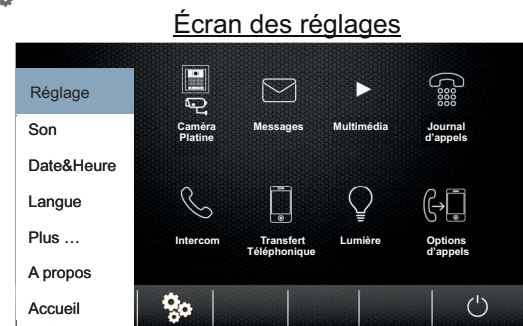 Écran des réglages
Réglage
Son
Date&Heure
Langue
Plus ...
A propos
Accueil
Caméra
Platine
Messages
Multimédia
Journal
d'appels
Intercom
Transfert
Téléphonique
Lumière
Options
d'appels